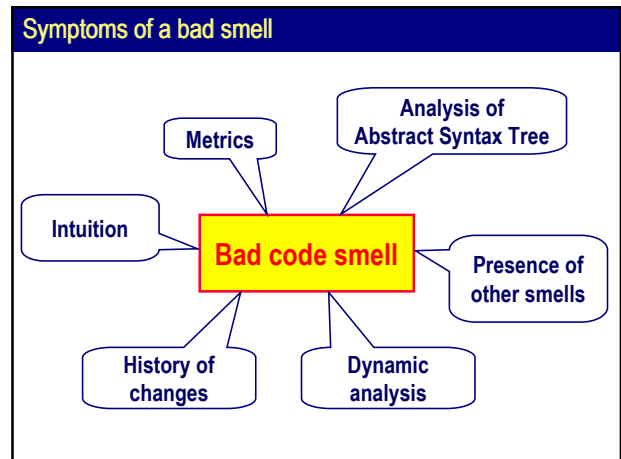 Symptoms of a bad smell
Analysis of
Abstract Syntax Tree
Metrics
Intuition
Bad code smell
Presence of
other smells
History of
changes
Dynamic
analysis